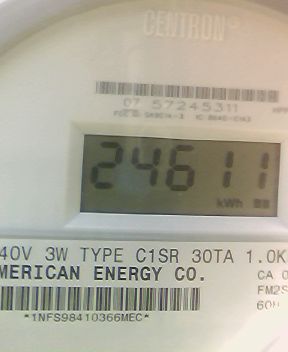 CENTRON
07 57245311
24611
kWh
40V 3W TYPE C1SR 30TA 1.0K
MERICAN ENERGY CO.
CA 0
FM2S
60H
*1NFS98410366MEC*